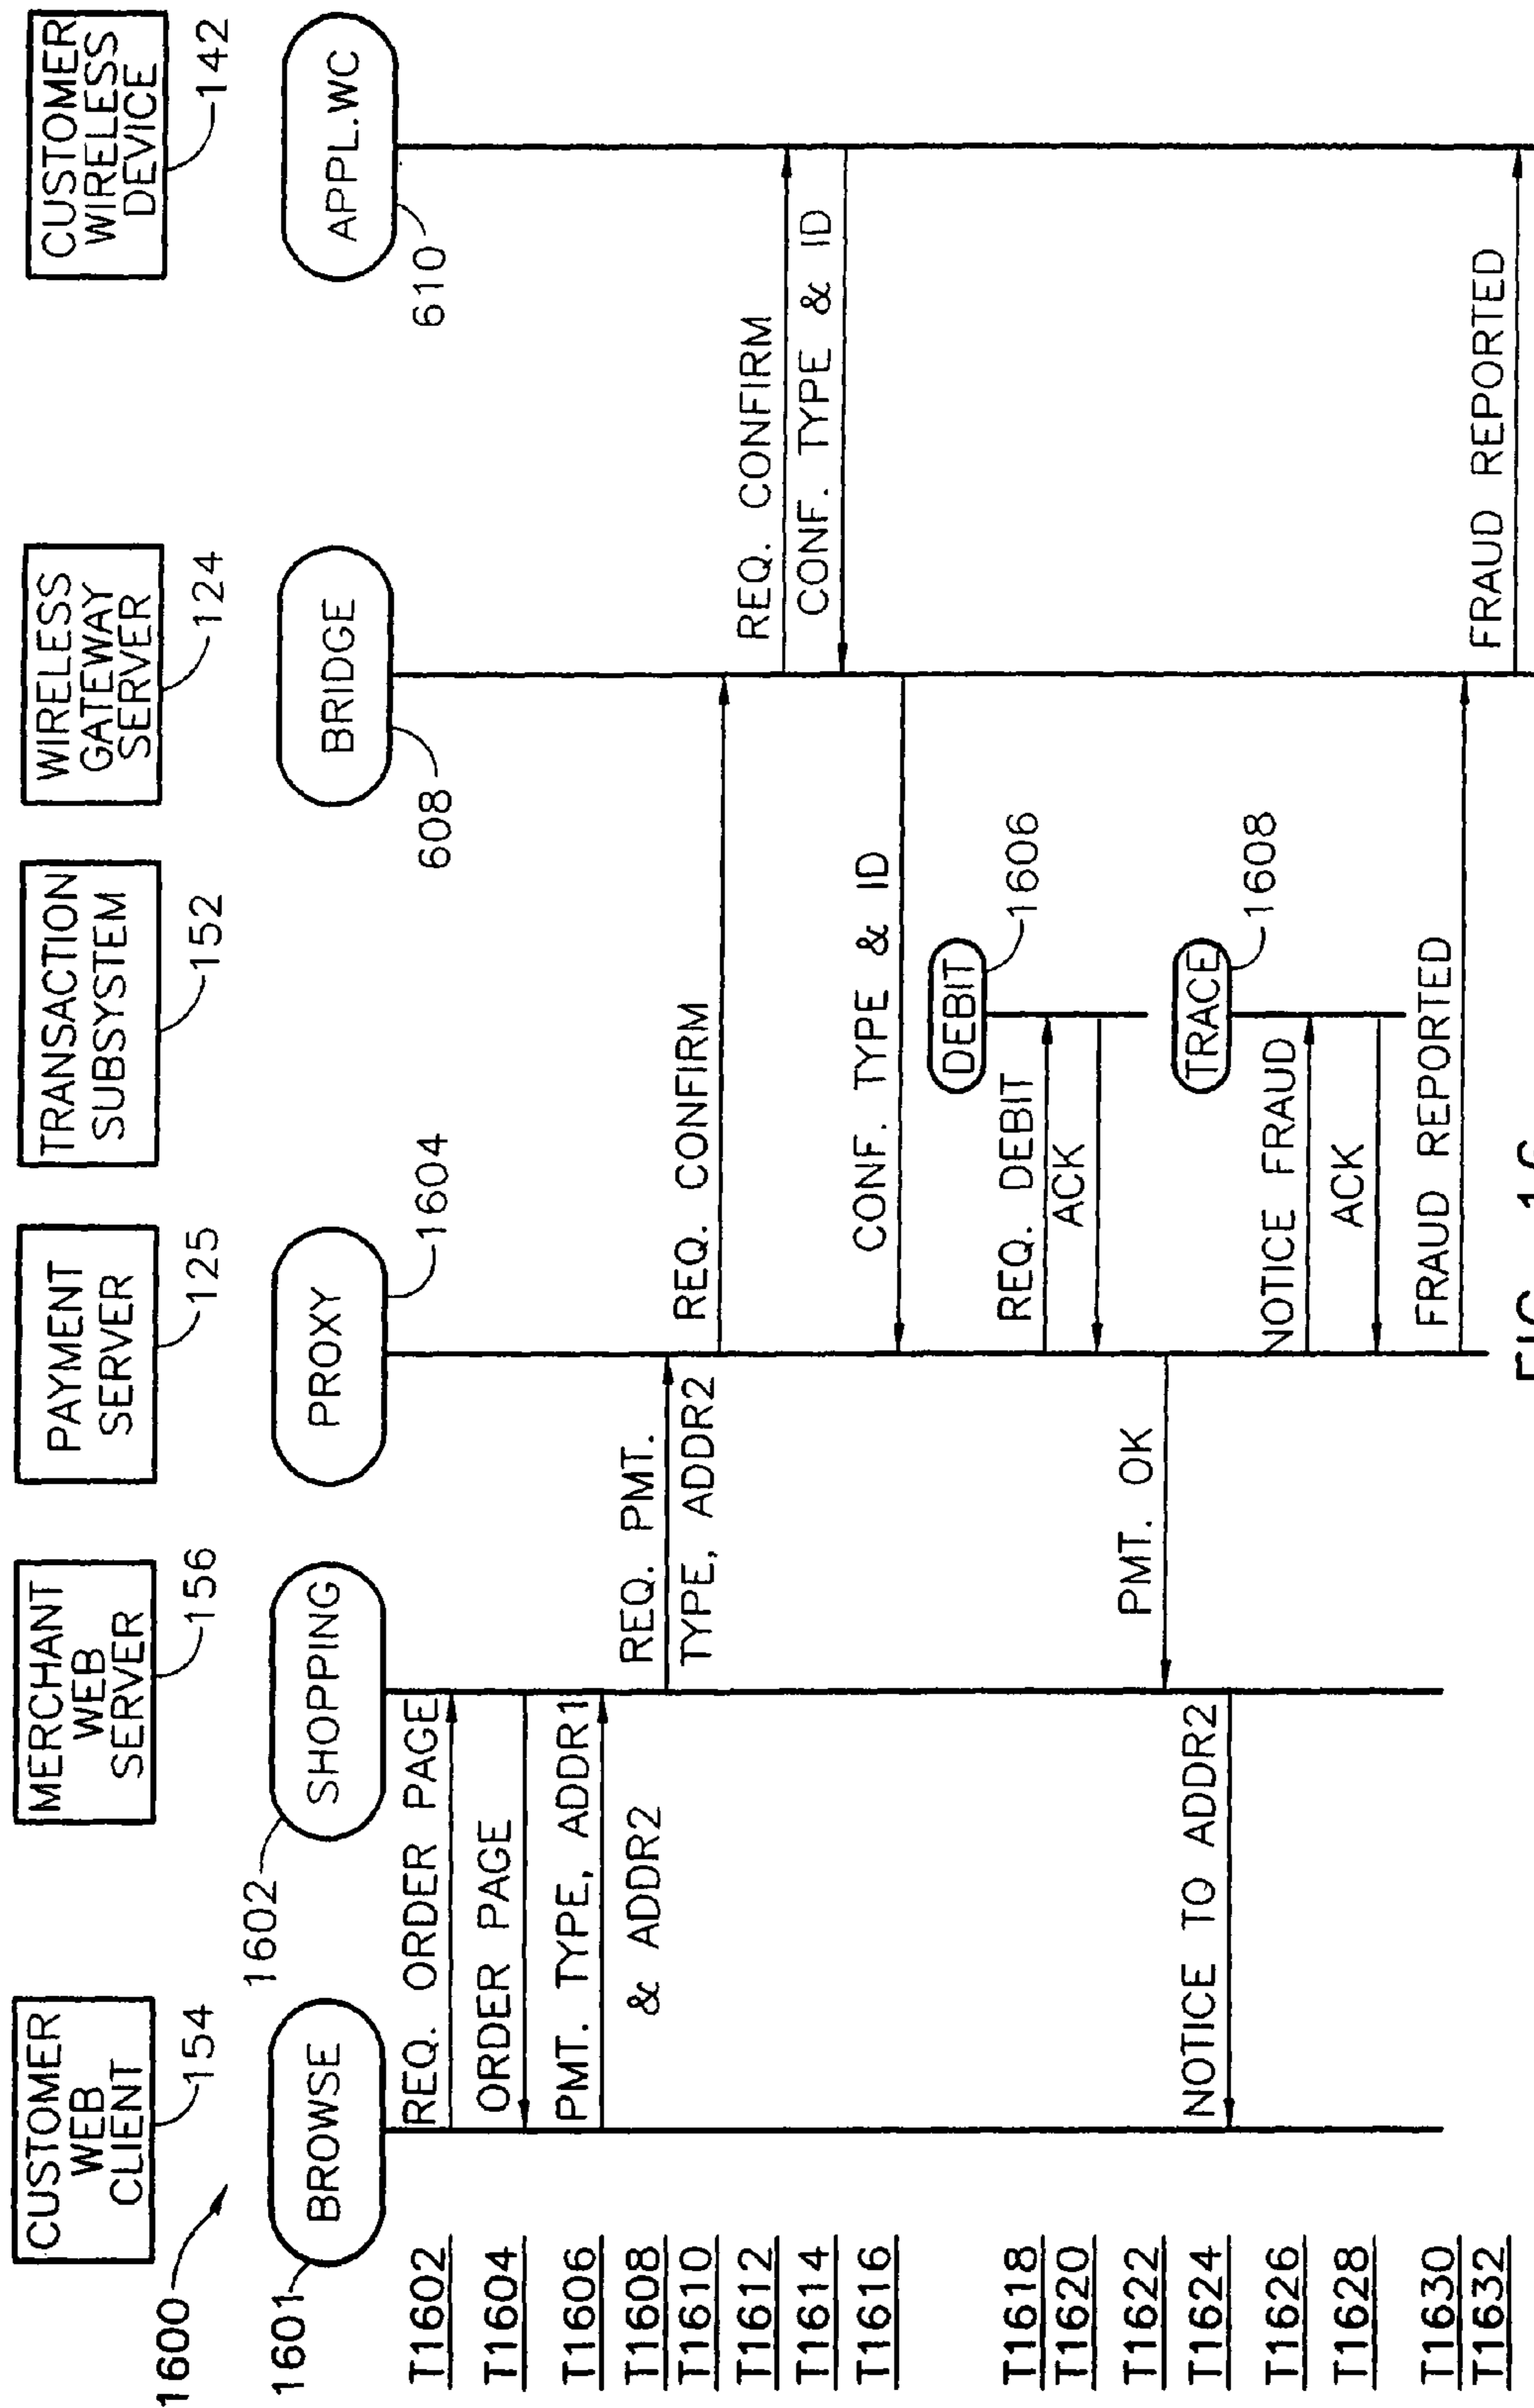 1600
CUSTOMER
WEB
CLIENT
154
MERCHANT
WEB
SERVER
156
PAYMENT
SERVER
125
TRANSACTION
SUBSYSTEM
152
WIRELESS
GATEWAY
SERVER
124
CUSTOMER
WIRELESS
DEVICE
142
1601
BROWSE
1602
SHOPPING
PROXY
1604
BRIDGE
608
APPL.WC
610
T1602
REQ. ORDER PAGE
T1604
ORDER PAGE
T1606
PMT. TYPE, ADDR1
& ADDR2
T1608
REQ. PMT.
TYPE, ADDR2
T1610
REQ. CONFIRM
T1612
REQ. CONFIRM
T1614
CONF. TYPE & ID
T1616
CONF. TYPE & ID
DEBIT
1606
T1618
REQ. DEBIT
T1620
ACK
T1622
PMT. OK
T1624
NOTICE TO ADDR2
TRACE
1608
T1626
NOTICE FRAUD
T1628
ACK
T1630
FRAUD REPORTED
T1632
FRAUD REPORTED